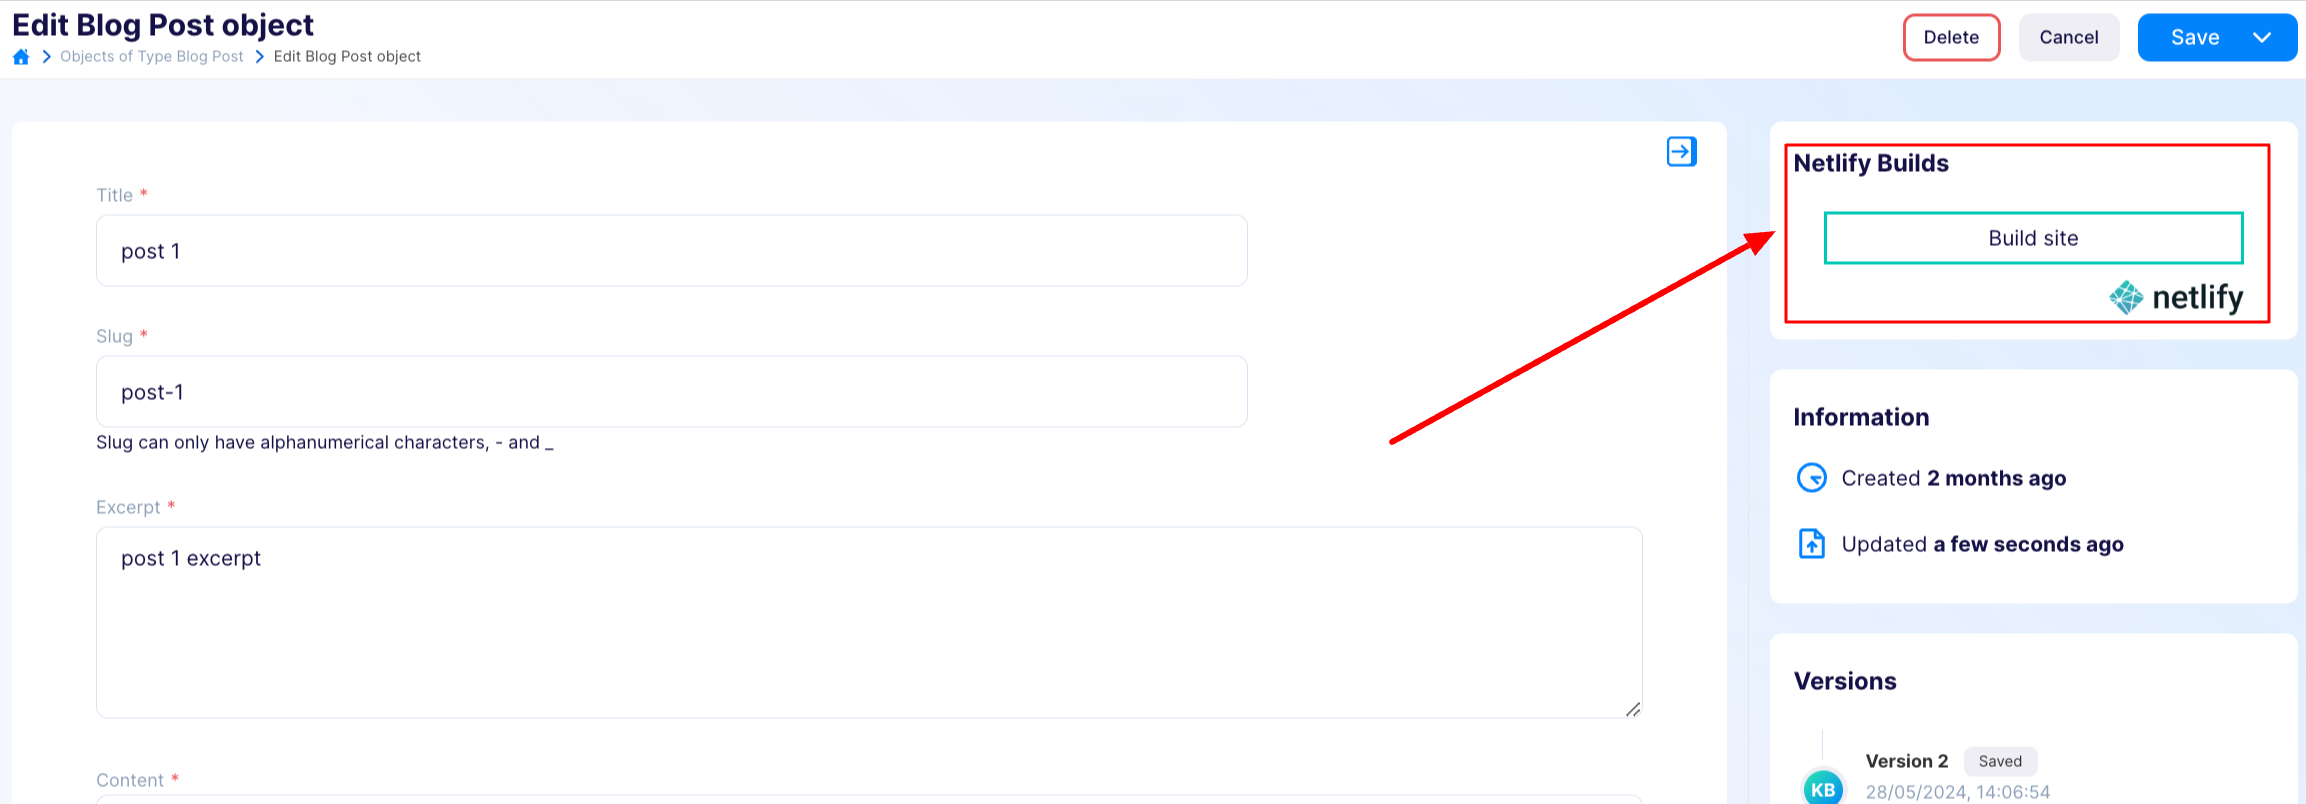 Edit Blog Post object
Objects of Type Blog Post Edit Blog Post object
Delete Cancel Save
Title *
post 1
Slug *
post-1
Slug can only have alphanumerical characters, - and _
Excerpt *
post 1 excerpt
Content *
Netlify Builds
Build site
netlify
Information
Created 2 months ago
Updated a few seconds ago
Versions
Version 2 Saved
KB 28/05/2024, 14:06:54